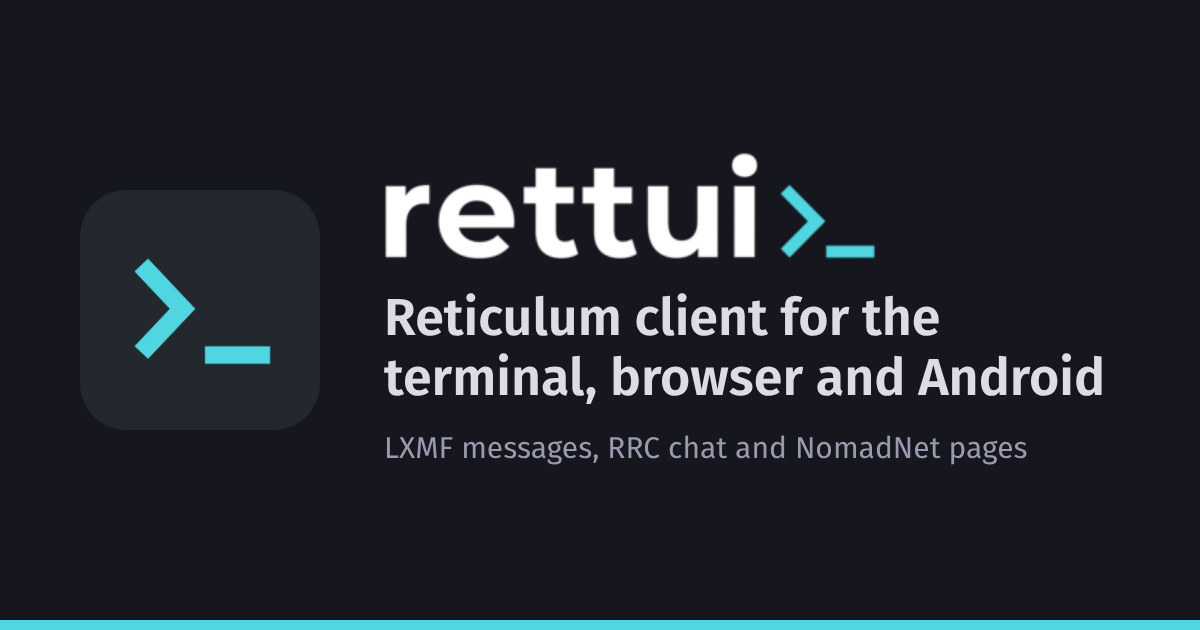 >_
rettui>_
Reticulum client for the
terminal, browser and Android
LXMF messages, RRC chat and NomadNet pages